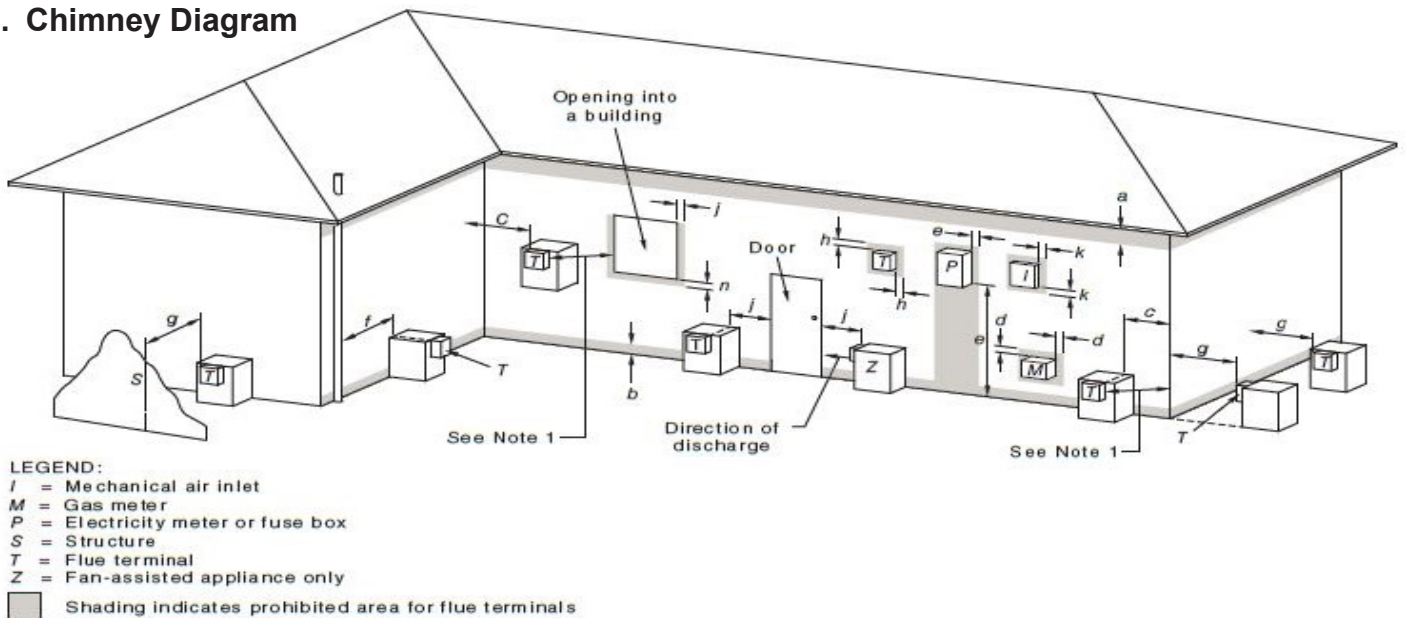 . Chimney Diagram
Opening into
a building
j
a
C
h
e
k
T
Door
T
P
I
n
h
k
g
f
j
j
d
c
g
g
e
d
T
S
T
T
Z
M
T
T
b
T
See Note 1
Direction of
discharge
See Note 1
T
LEGEND:
I = Mechanical air inlet
M = Gas meter
P = Electricity meter or fuse box
S = Structure
T = Flue terminal
Z = Fan-assisted appliance only
Shading indicates prohibited area for flue terminals